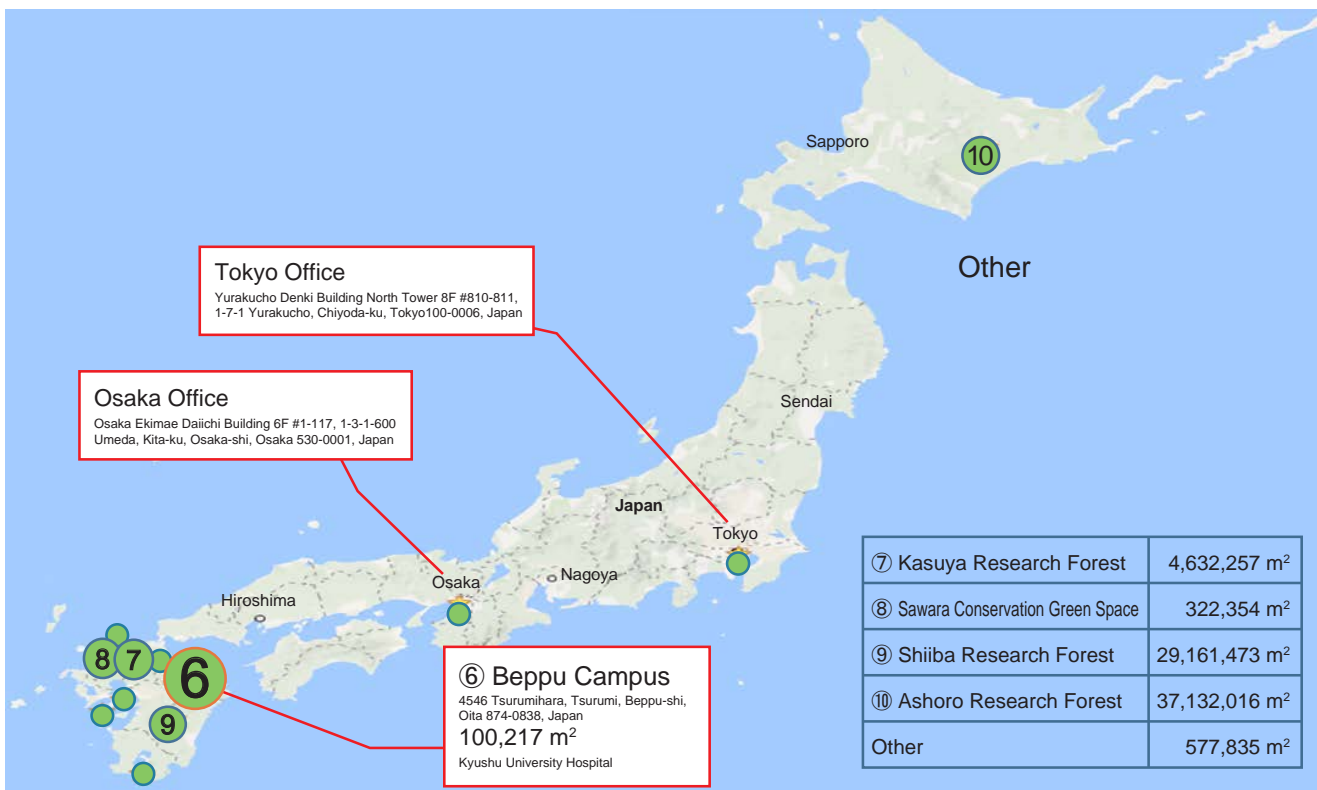 Sapporo
10
Other
Tokyo Office
Yurakucho Denki Building North Tower 8F #810-811,
1-7-1 Yurakucho, Chiyoda-ku, Tokyo100-0006, Japan
Osaka Office
Osaka Ekimae Daiichi Building 6F #1-117, 1-3-1-600
Umeda, Kita-ku, Osaka-shi, Osaka 530-0001, Japan
Sendai
Japan
Tokyo
Nagoya
Osaka
Hiroshima
8
7
6
9
⑥ Beppu Campus
4546 Tsurumihara, Tsurumi, Beppu-shi,
Oita 874-0838, Japan
100,217 m²
Kyushu University Hospital
⑦ Kasuya Research Forest 4,632,257 m²
⑧ Sawara Conservation Green Space 322,354 m²
⑨ Shiiba Research Forest 29,161,473 m²
⑩ Ashoro Research Forest 37,132,016 m²
Other 577,835 m²